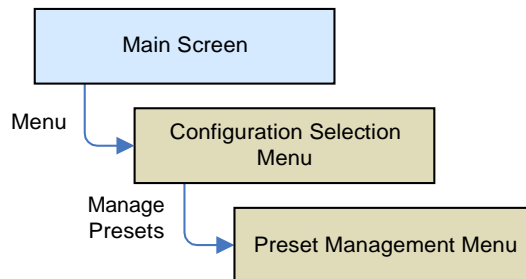 Main Screen
Menu
Configuration Selection
Menu
Manage
Presets
Preset Management Menu